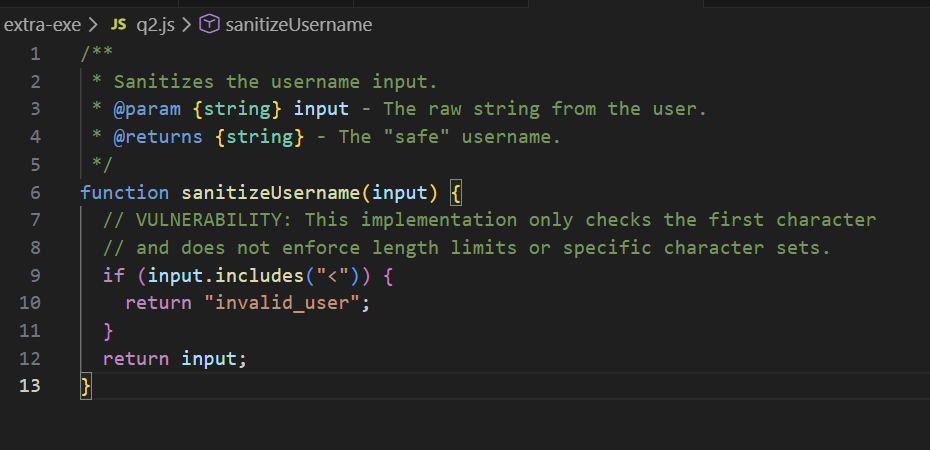 extra-exe > JS q2.js > sanitizeUsername
1 /**
2 * Sanitizes the username input.
3 * @param {string} input - The raw string from the user.
4 * @returns {string} - The "safe" username.
5 */
6 function sanitizeUsername(input) {
7 // VULNERABILITY: This implementation only checks the first character
8 // and does not enforce length limits or specific character sets.
9 if (input.includes("<")) {
10 return "invalid_user";
11 }
12 return input;
13 }